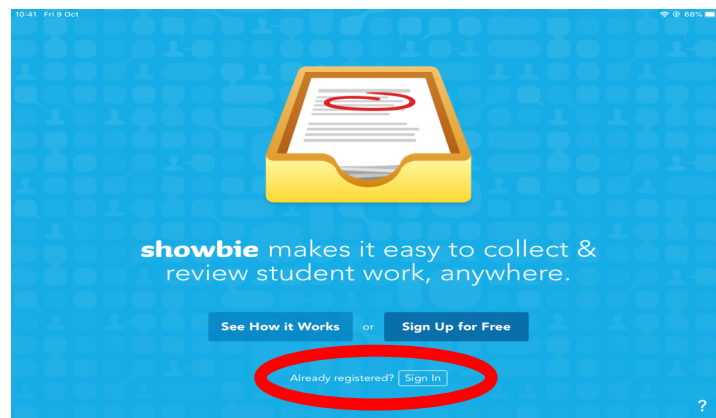 10:41 Fri 9 Oct 68%
showbie makes it easy to collect &
review student work, anywhere.
See How it Works or Sign Up for Free
Already registered? Sign In
?